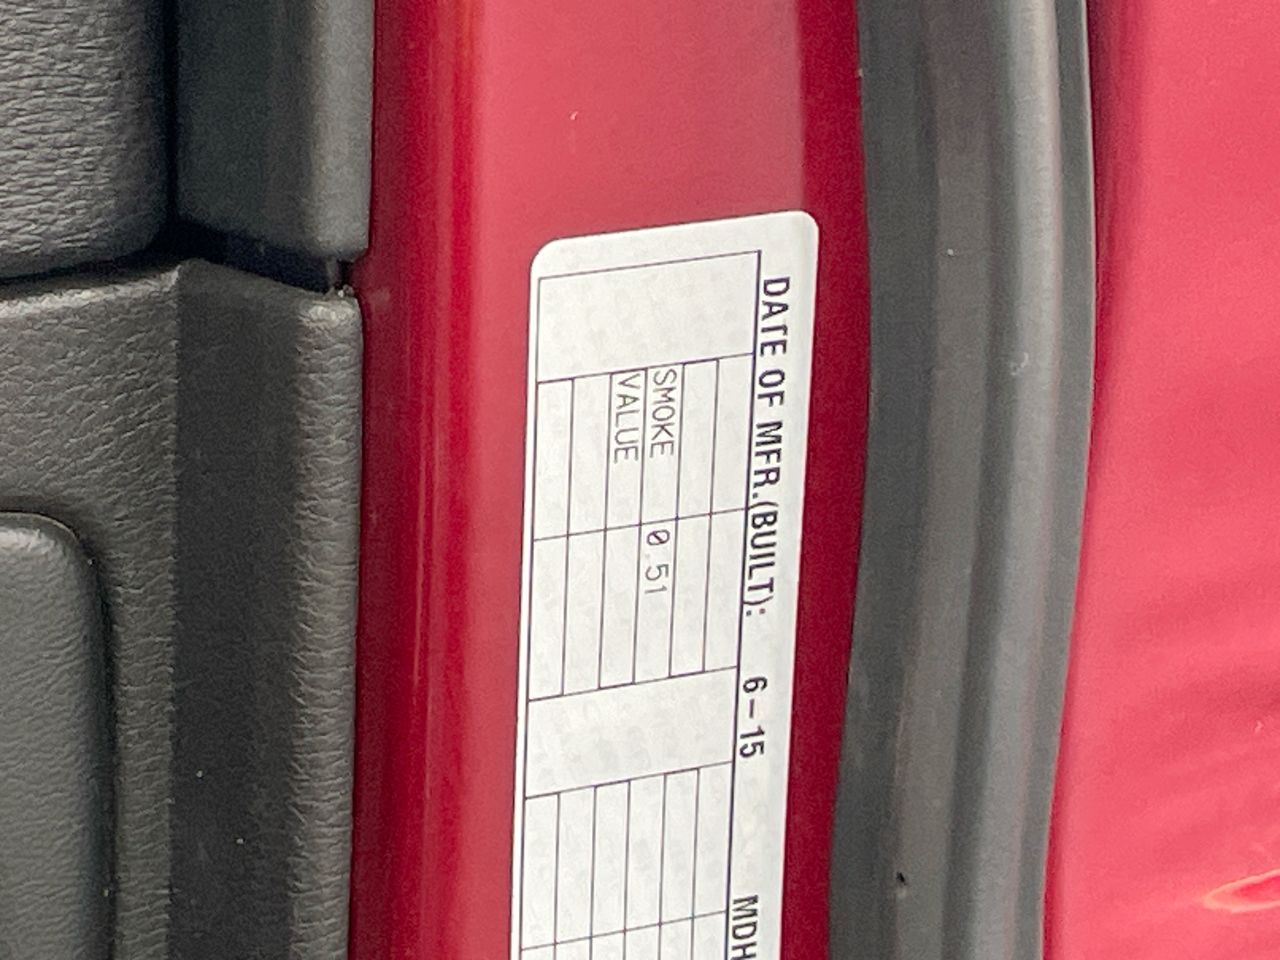 DATE OF MFR.(BUILT): 6-15 MDH
SMOKE 0.51
VALUE